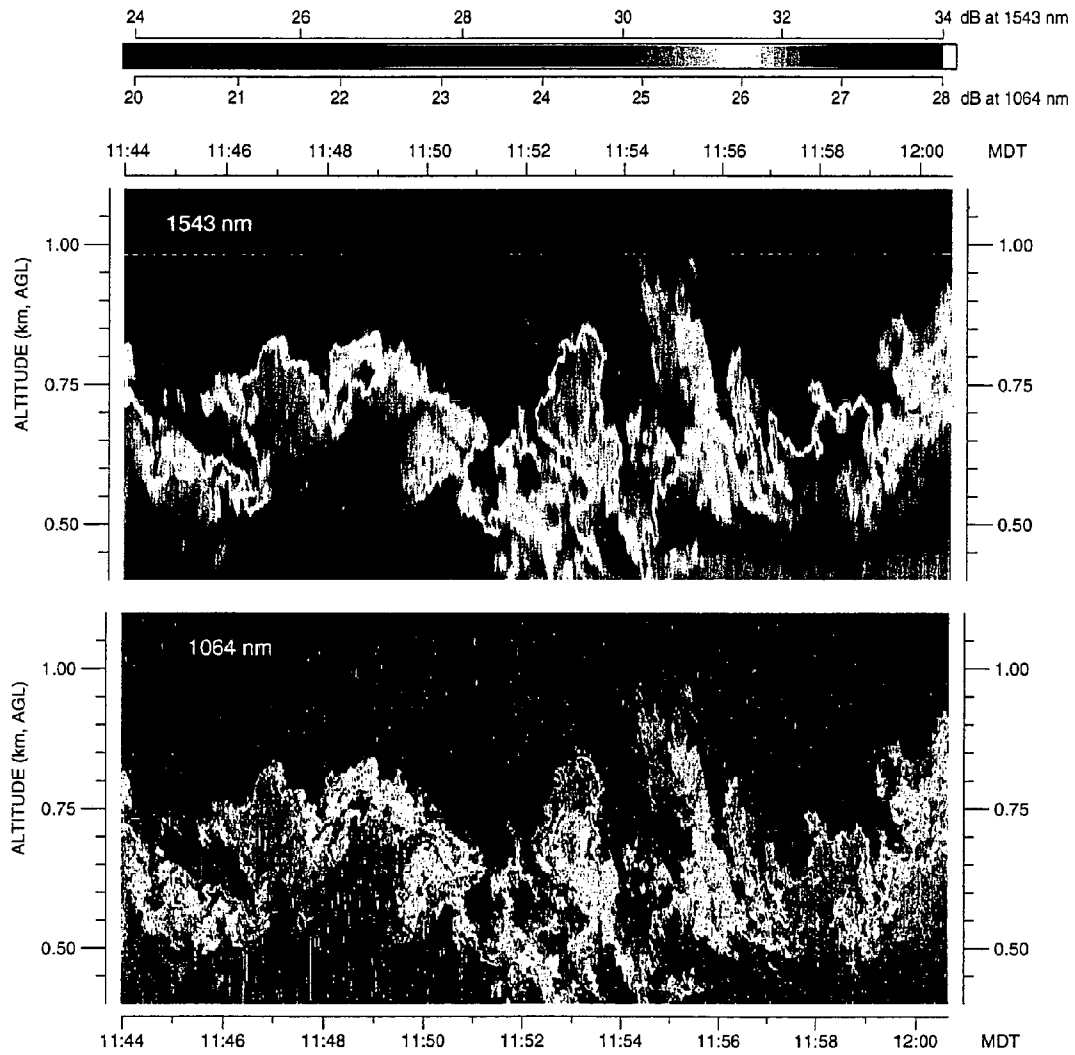 24 26 28 30 32 34 dB at 1543 nm
20 21 22 23 24 25 26 27 28 dB at 1064 nm
11:44 11:46 11:48 11:50 11:52 11:54 11:56 11:58 12:00 MDT
1543 nm
ALTITUDE (km, AGL)
1.00 1.00
0.75 0.75
0.50 0.50
1064 nm
ALTITUDE (km, AGL)
1.00 1.00
0.75 0.75
0.50 0.50
11:44 11:46 11:48 11:50 11:52 11:54 11:56 11:58 12:00 MDT